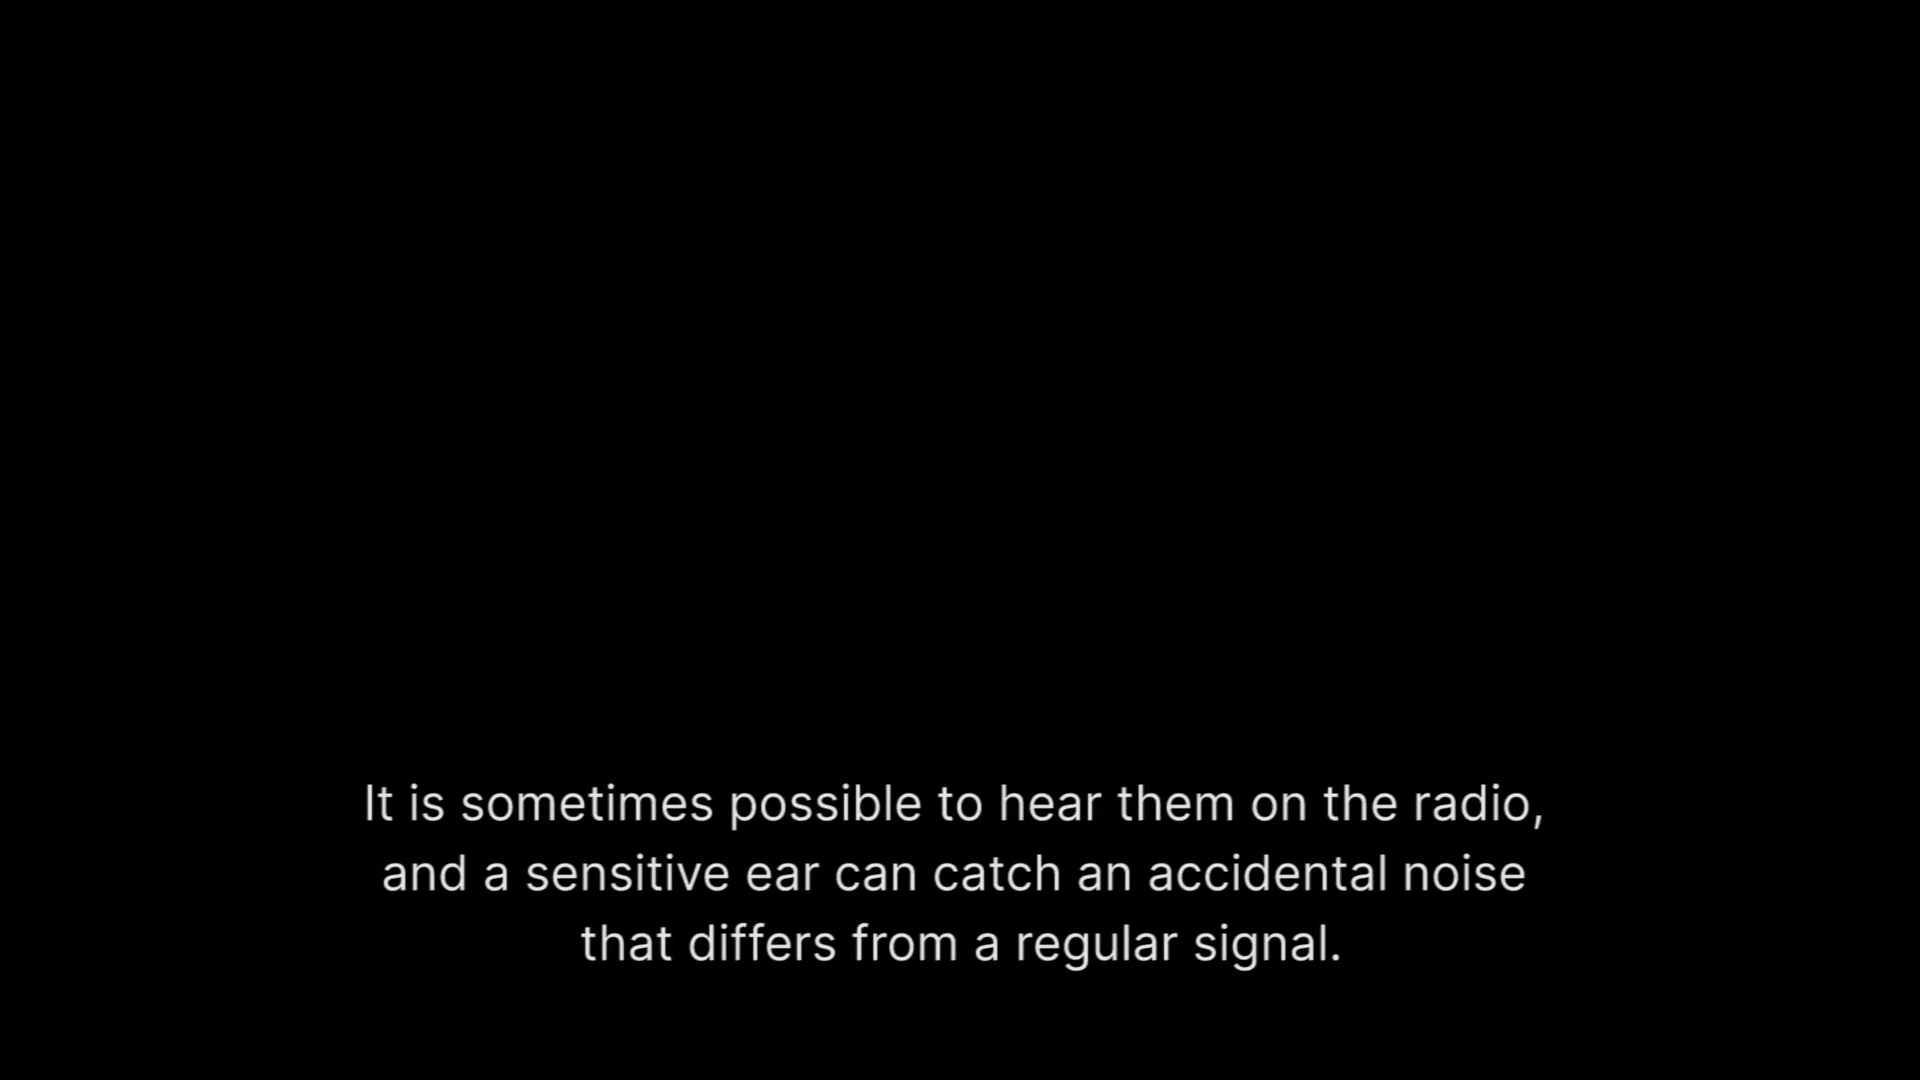 It is sometimes possible to hear them on the radio,
and a sensitive ear can catch an accidental noise
that differs from a regular signal.